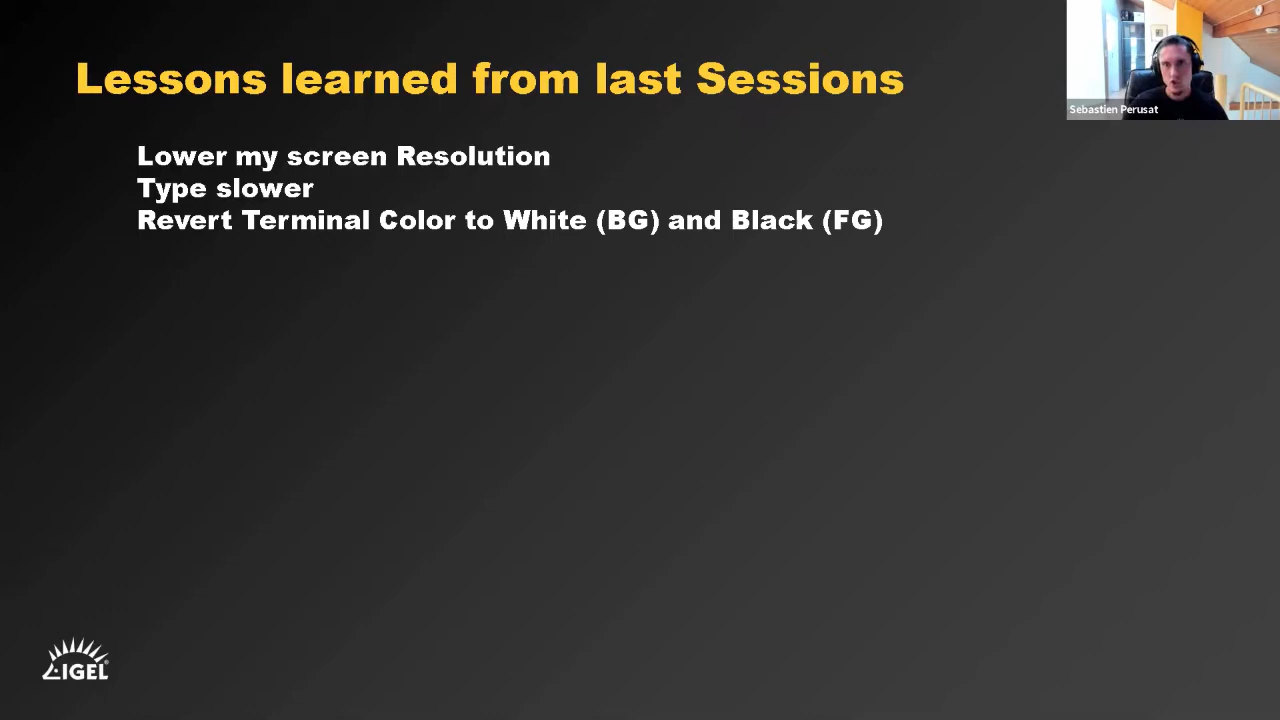 Lessons learned from last Sessions
Sebastien Perusat
Lower my screen Resolution
Type slower
Revert Terminal Color to White (BG) and Black (FG)
IGEL